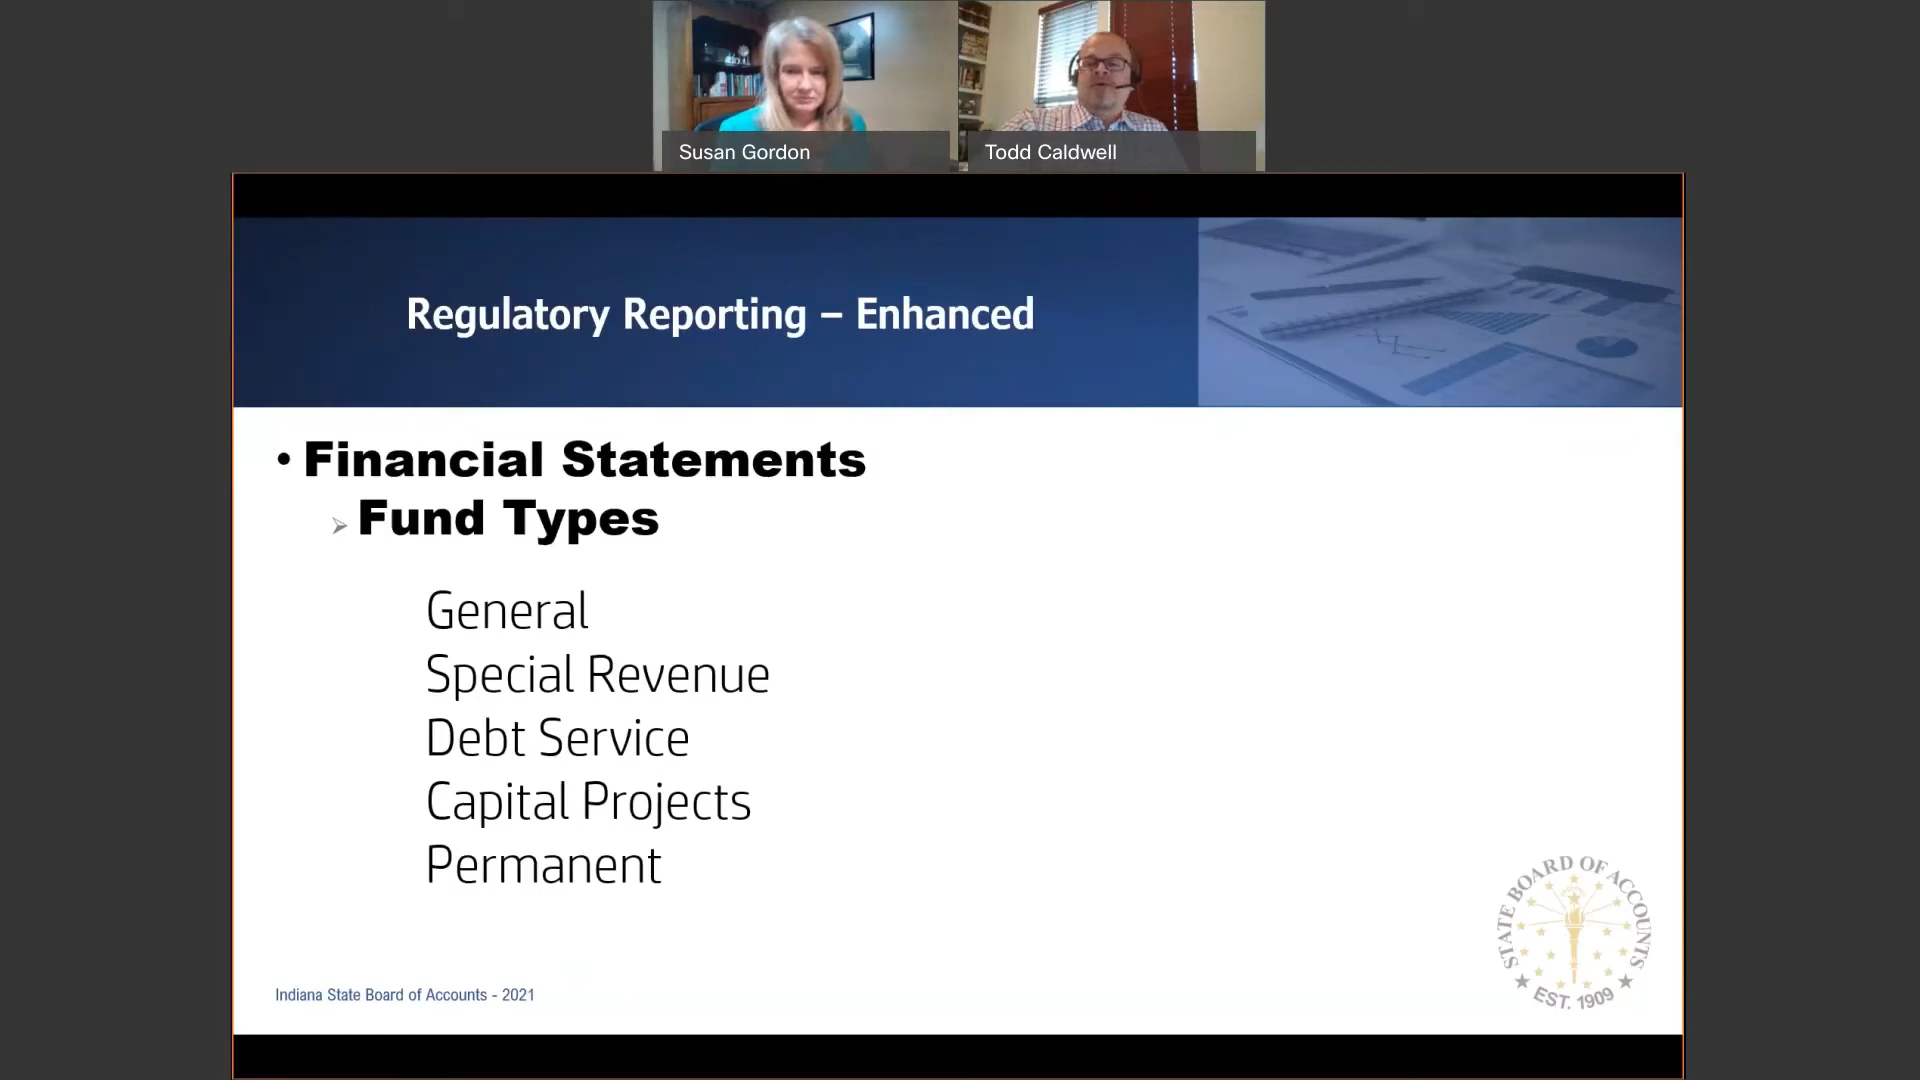 Susan Gordon
Todd Caldwell
Regulatory Reporting – Enhanced
• Financial Statements
➢ Fund Types
General
Special Revenue
Debt Service
Capital Projects
Permanent
STATE BOARD OF ACCOUNTS
★ EST. 1909 ★
Indiana State Board of Accounts - 2021